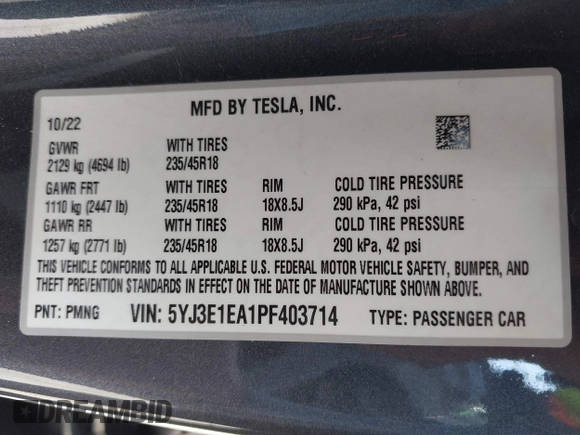 MFD BY TESLA, INC.
10/22
GVWR WITH TIRES
2129 kg (4694 lb) 235/45R18
GAWR FRT WITH TIRES RIM COLD TIRE PRESSURE
1110 kg (2447 lb) 235/45R18 18X8.5J 290 kPa, 42 psi
GAWR RR WITH TIRES RIM COLD TIRE PRESSURE
1257 kg (2771 lb) 235/45R18 18X8.5J 290 kPa, 42 psi
THIS VEHICLE CONFORMS TO ALL APPLICABLE U.S. FEDERAL MOTOR VEHICLE SAFETY, BUMPER, AND
THEFT PREVENTION STANDARDS IN EFFECT ON THE DATE OF MANUFACTURE SHOWN ABOVE.
PNT: PMNG VIN: 5YJ3E1EA1PF403714 TYPE: PASSENGER CAR
DREAMBID